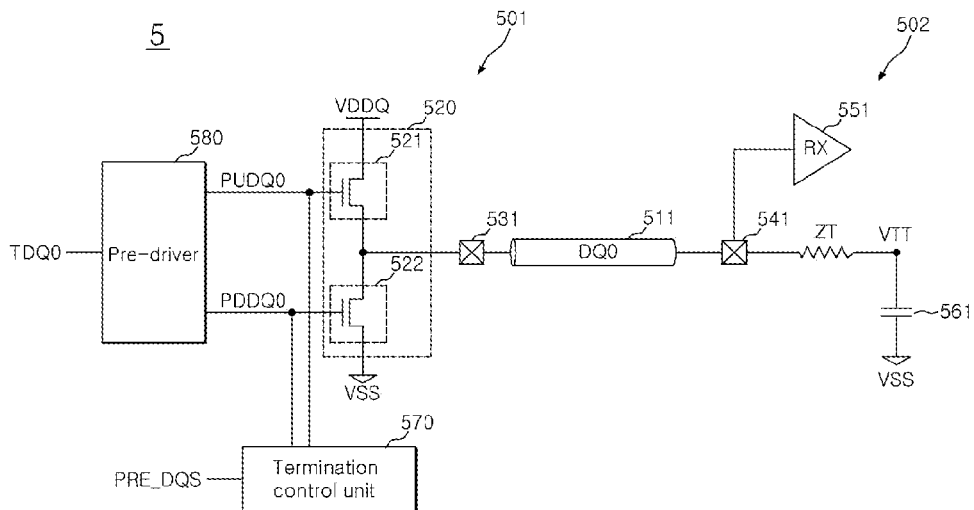 5
501
502
VDDQ
520
521
551
RX
580
PUDQ0
TDQ0
Pre-driver
531
511
DQ0
541
ZT
VTT
522
PDDQ0
561
VSS
VSS
570
PRE_DQS
Termination
control unit